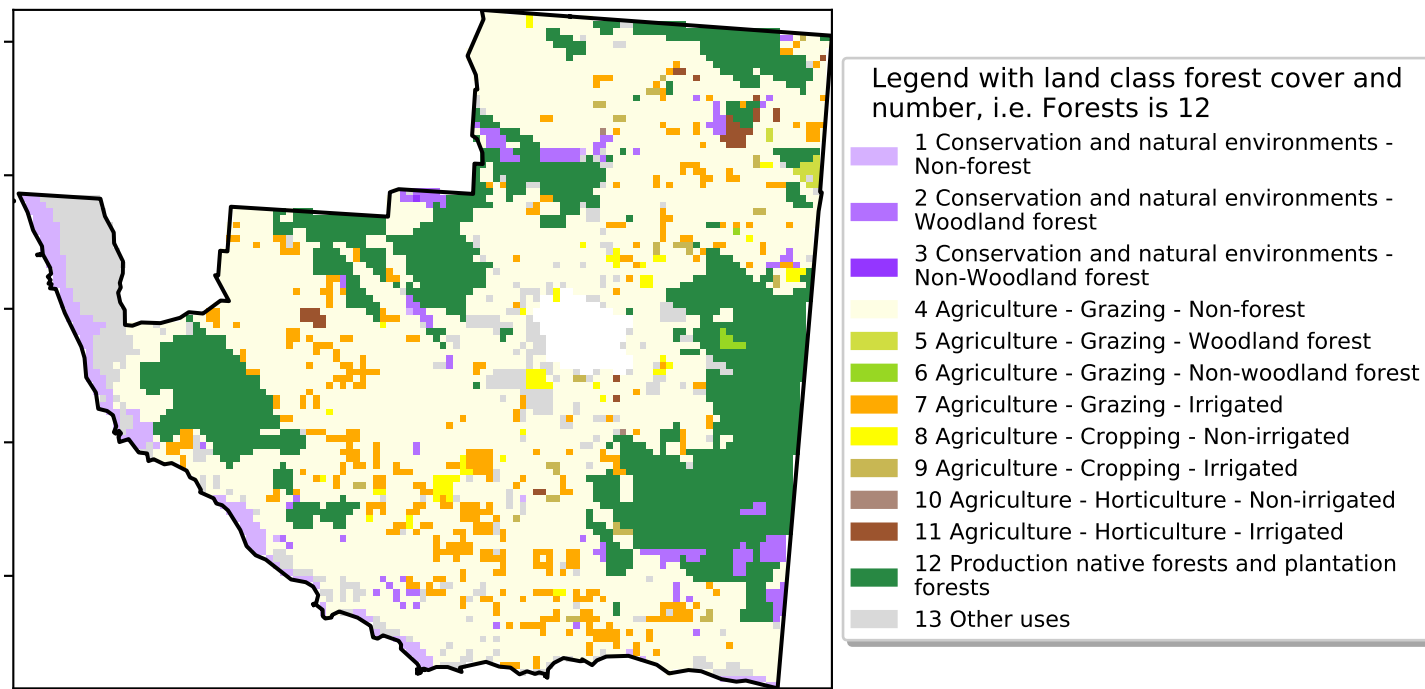 Legend with land class forest cover and
number, i.e. Forests is 12
1 Conservation and natural environments -
Non-forest
2 Conservation and natural environments -
Woodland forest
3 Conservation and natural environments -
Non-Woodland forest
4 Agriculture - Grazing - Non-forest
5 Agriculture - Grazing - Woodland forest
6 Agriculture - Grazing - Non-woodland forest
7 Agriculture - Grazing - Irrigated
8 Agriculture - Cropping - Non-irrigated
9 Agriculture - Cropping - Irrigated
10 Agriculture - Horticulture - Non-irrigated
11 Agriculture - Horticulture - Irrigated
12 Production native forests and plantation
forests
13 Other uses